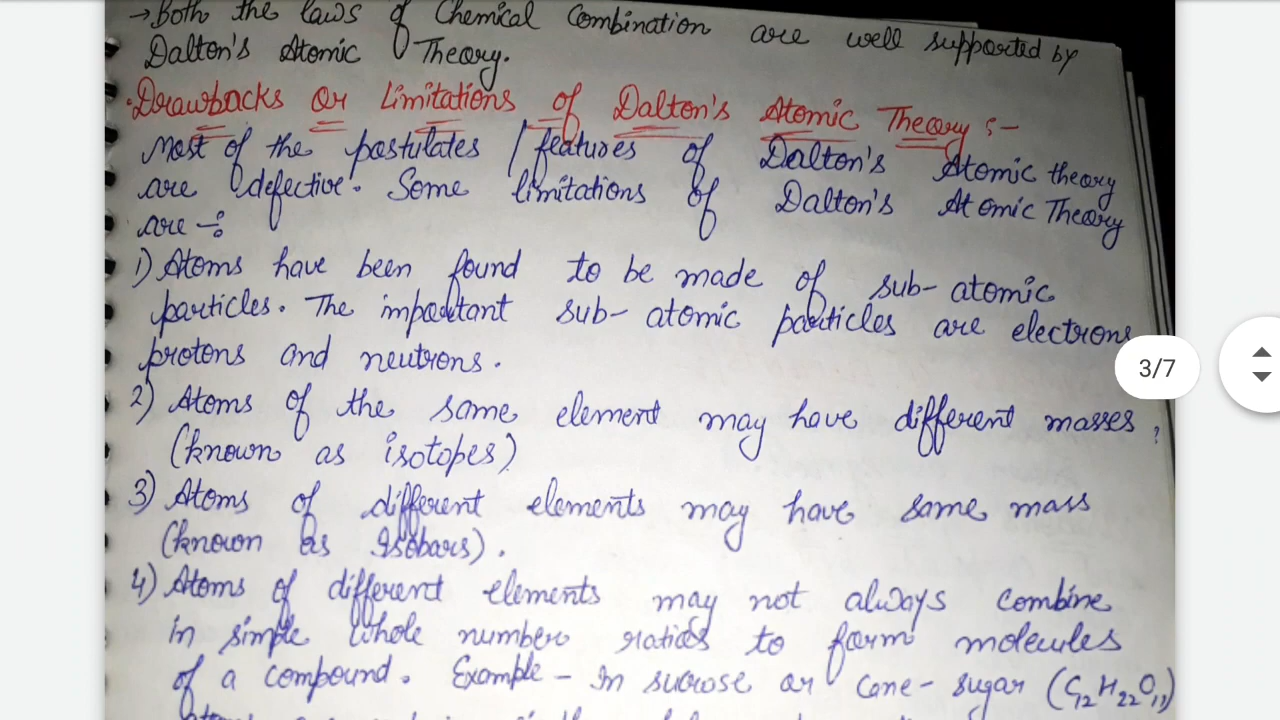 →Both the laws of Chemical Combination are well supported by
Dalton's Atomic Theory.
•Drawbacks or Limitations of Dalton's Atomic Theory :-
Most of the postulates / features of Dalton's Atomic theory
are defective. Some limitations of Dalton's Atomic Theory
are -:
1) Atoms have been found to be made of sub-atomic
particles. The important sub-atomic particles are electrons
protons and neutrons.
3/7
2) Atoms of the same element may have different masses
(known as isotopes)
3) Atoms of different elements may have same mass
(known as Isobars).
4) Atoms of different elements may not always combine
in simple whole number ratios to form molecules
of a compound. Example - In sucrose or cane-sugar (C₁₂H₂₂O₁₁)